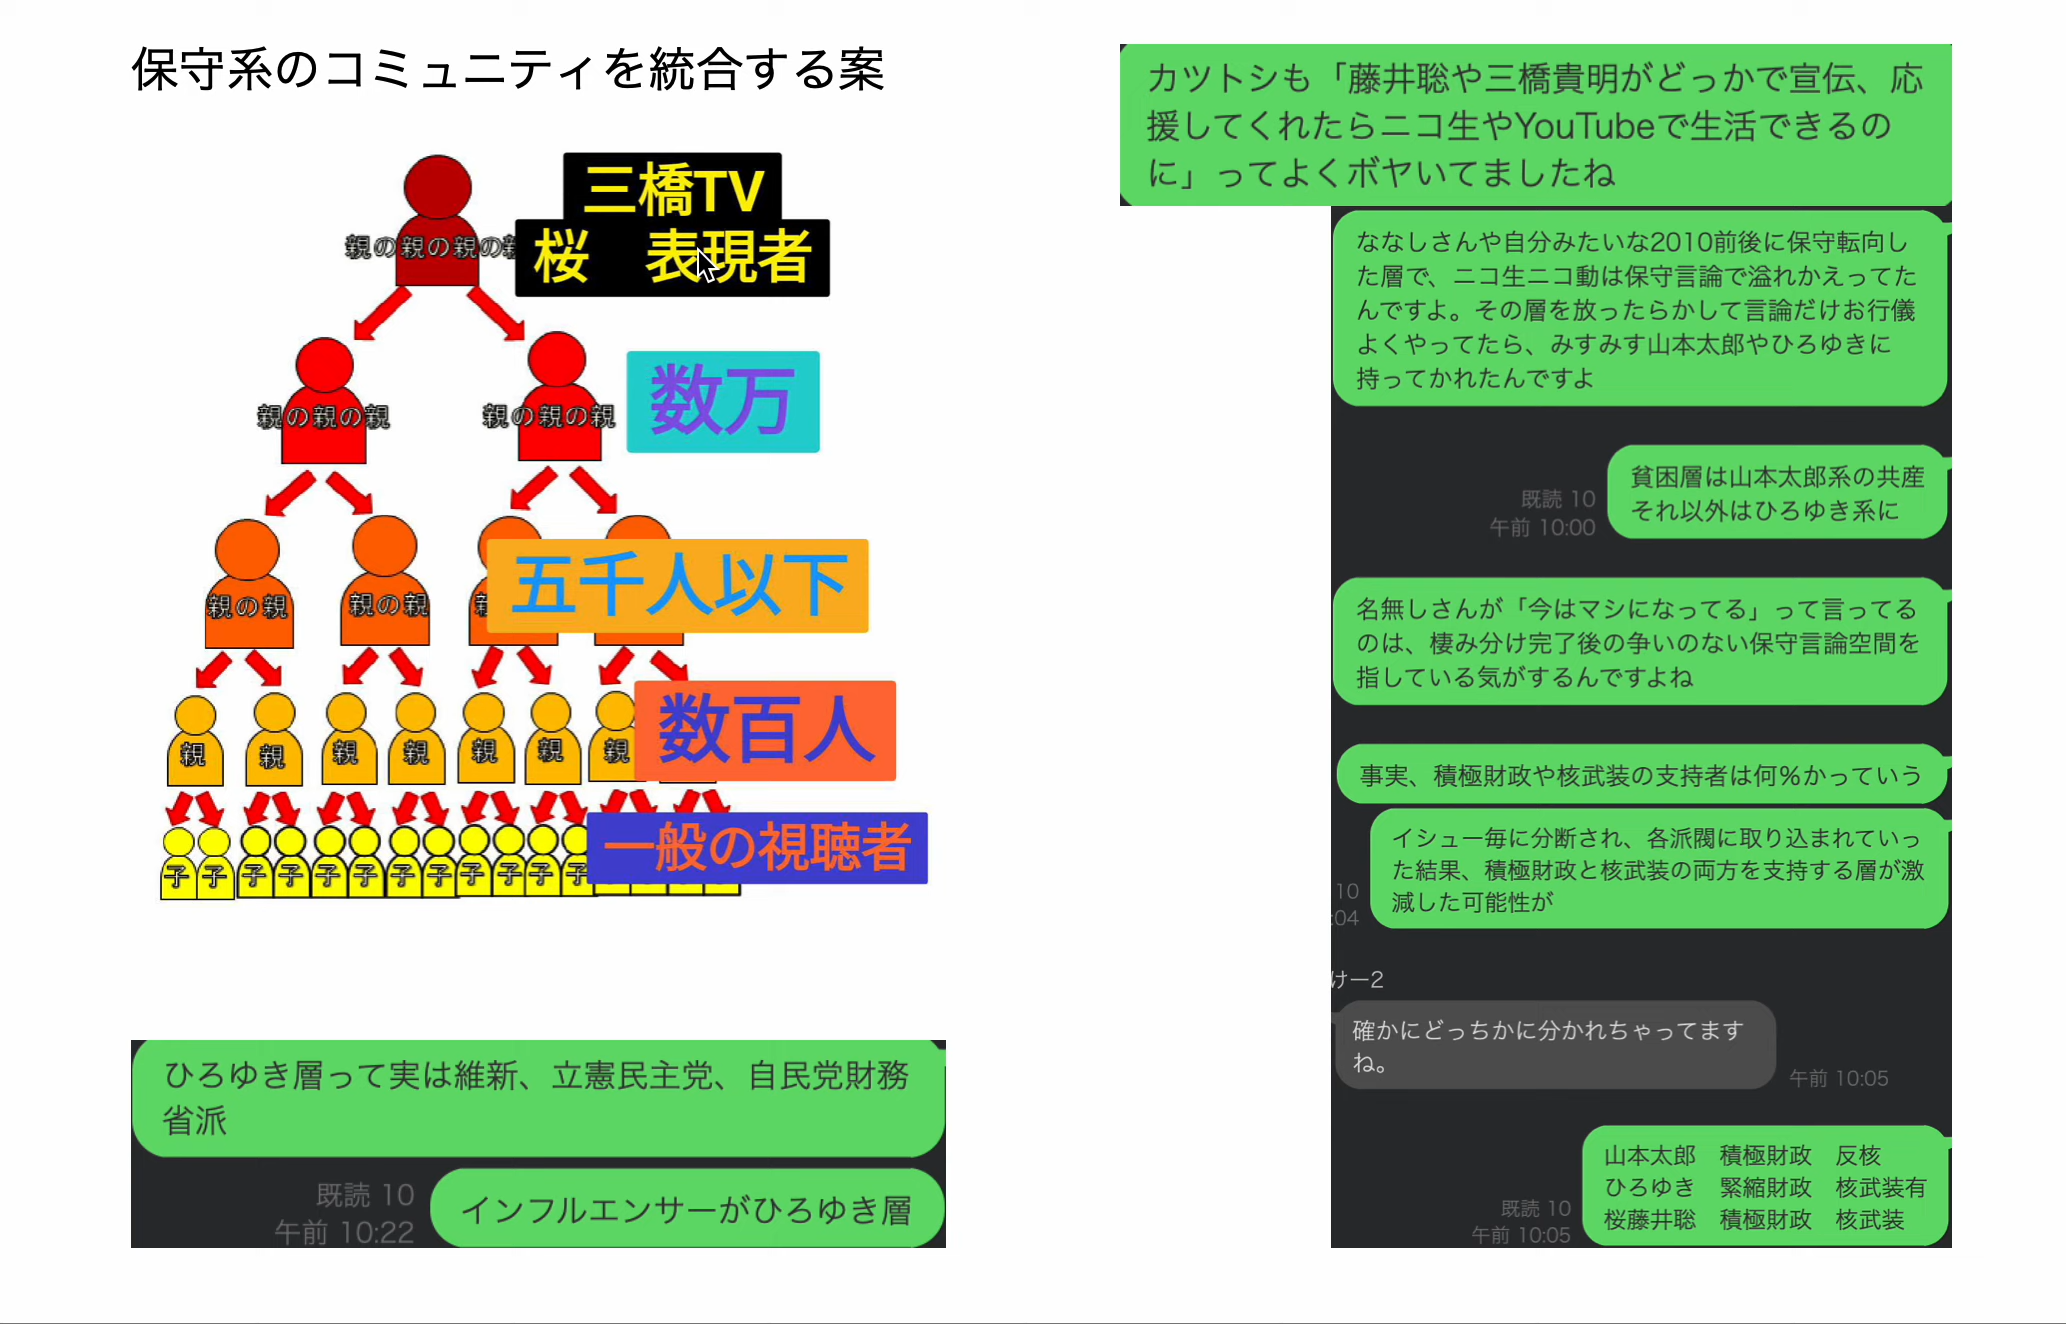 保守系のコミュニティを統合する案
三橋TV
親の親の親の親
桜　表現者
親の親の親
親の親の親
数万
親の親
親の親
五千人以下
親
親
親
親
親
親
親
数百人
子
子
子
子
子
子
子
子
子
子
子
子
一般の視聴者
ひろゆき層って実は維新、立憲民主党、自民党財務
省派
既読 10
午前 10:22
インフルエンサーがひろゆき層
カツトシも「藤井聡や三橋貴明がどっかで宣伝、応
援してくれたらニコ生やYouTubeで生活できるの
に」ってよくボヤいてましたね
ななしさんや自分みたいな2010前後に保守転向し
た層で、ニコ生ニコ動は保守言論で溢れかえってた
んですよ。その層を放ったらかして言論だけお行儀
よくやってたら、みすみす山本太郎やひろゆきに
持ってかれたんですよ
貧困層は山本太郎系の共産
それ以外はひろゆき系に
既読 10
午前 10:00
名無しさんが「今はマシになってる」って言ってる
のは、棲み分け完了後の争いのない保守言論空間を
指している気がするんですよね
事実、積極財政や核武装の支持者は何％かっていう
イシュー毎に分断され、各派閥に取り込まれていっ
た結果、積極財政と核武装の両方を支持する層が激
減した可能性が
10
:04
けー2
確かにどっちかに分かれちゃってます
ね。
午前 10:05
山本太郎　積極財政　反核
ひろゆき　緊縮財政　核武装有
桜藤井聡　積極財政　核武装
既読 10
午前 10:05